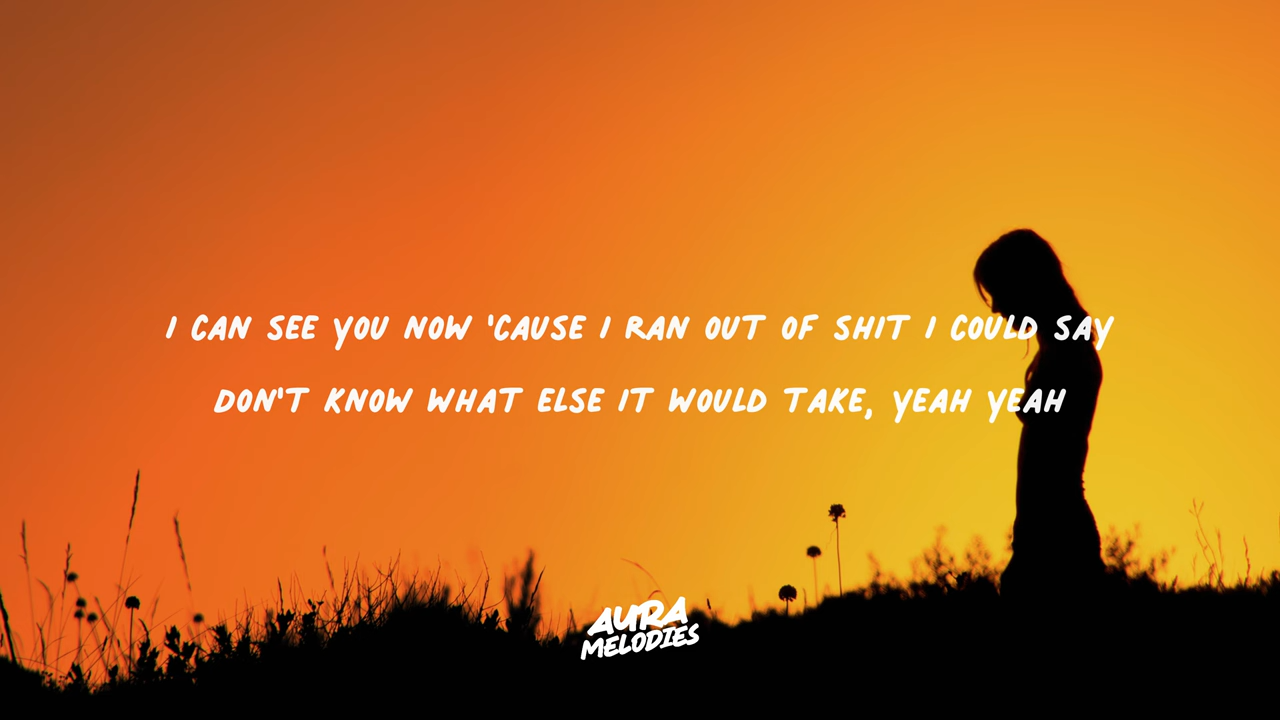 I CAN SEE YOU NOW 'CAUSE I RAN OUT OF SHIT I COULD SAY
DON'T KNOW WHAT ELSE IT WOULD TAKE, YEAH YEAH
AURA
MELODIES